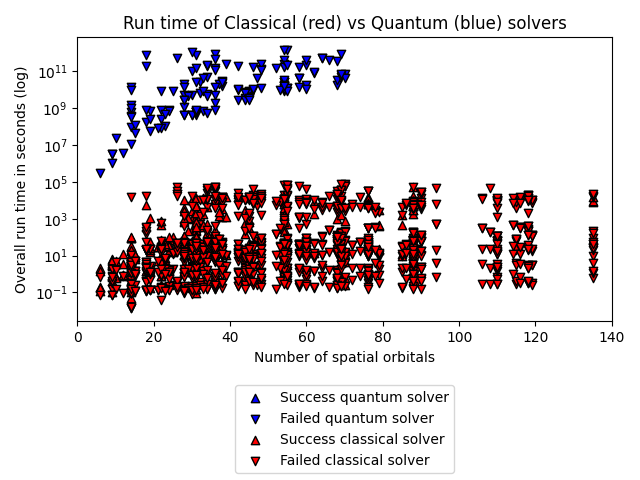 Run time of Classical (red) vs Quantum (blue) solvers
Overall run time in seconds (log)
10^11
10^9
10^7
10^5
10^3
10^1
10^−1
0 20 40 60 80 100 120 140
Number of spatial orbitals
Success quantum solver
Failed quantum solver
Success classical solver
Failed classical solver